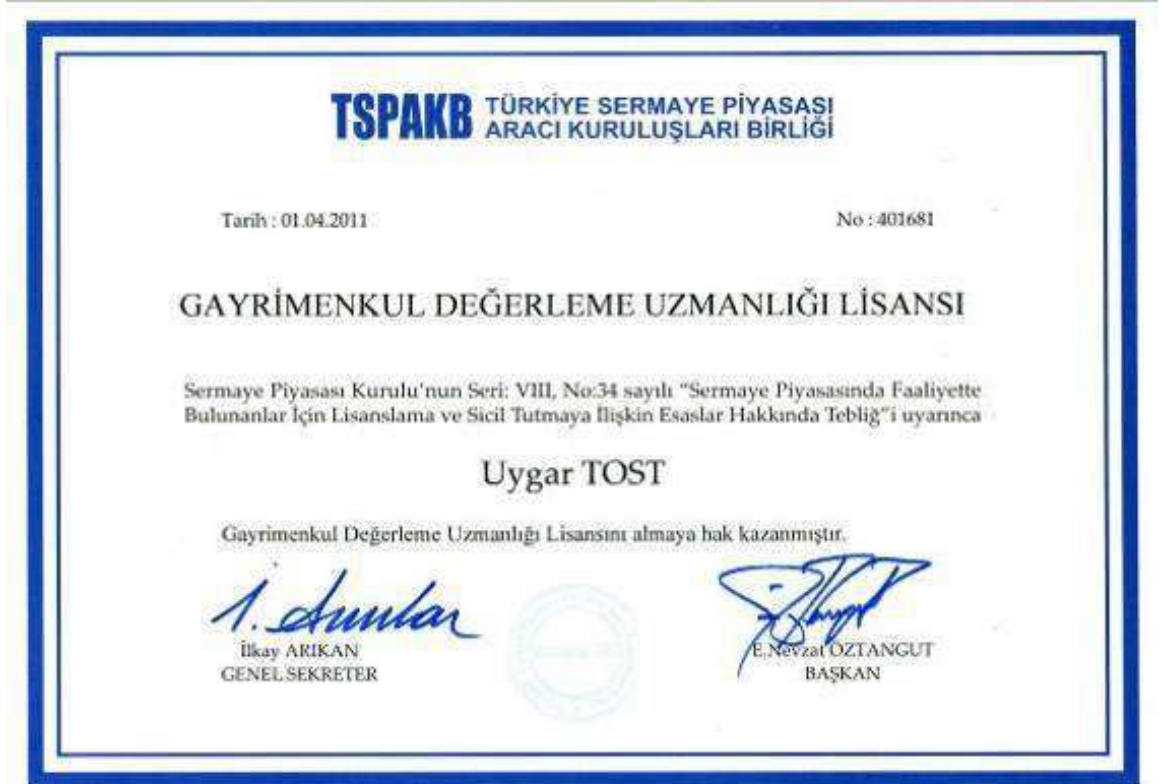 TSPAKB TÜRKİYE SERMAYE PİYASASI
ARACI KURULUŞLARI BİRLİĞİ
Tarih : 01.04.2011
No : 401681
GAYRİMENKUL DEĞERLEME UZMANLIĞI LİSANSI
Sermaye Piyasası Kurulu'nun Seri: VIII, No:34 sayılı "Sermaye Piyasasında Faaliyette
Bulunanlar İçin Lisanslama ve Sicil Tutmaya İlişkin Esaslar Hakkında Tebliğ"i uyarınca
Uygar TOST
Gayrimenkul Değerleme Uzmanlığı Lisansını almaya hak kazanmıştır.
İlkay ARIKAN
GENEL SEKRETER
E.Nevzat ÖZTANGUT
BAŞKAN